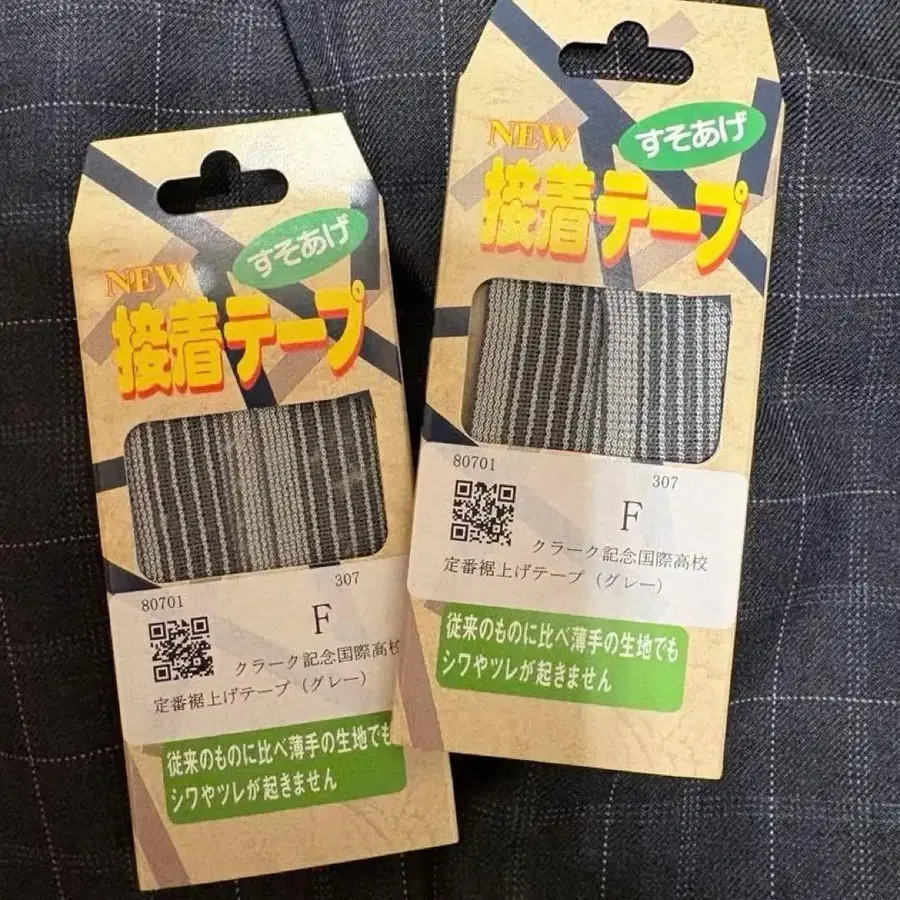 NEW
すそあげ
接着テープ
80701
307
F
クラーク記念国際高校
定番裾上げテープ（グレー）
従来のものに比べ薄手の生地でも
シワやツレが起きません
NEW
すそあげ
接着テープ
80701
307
F
クラーク記念国際高校
定番裾上げテープ（グレー）
従来のものに比べ薄手の生地でも
シワやツレが起きません